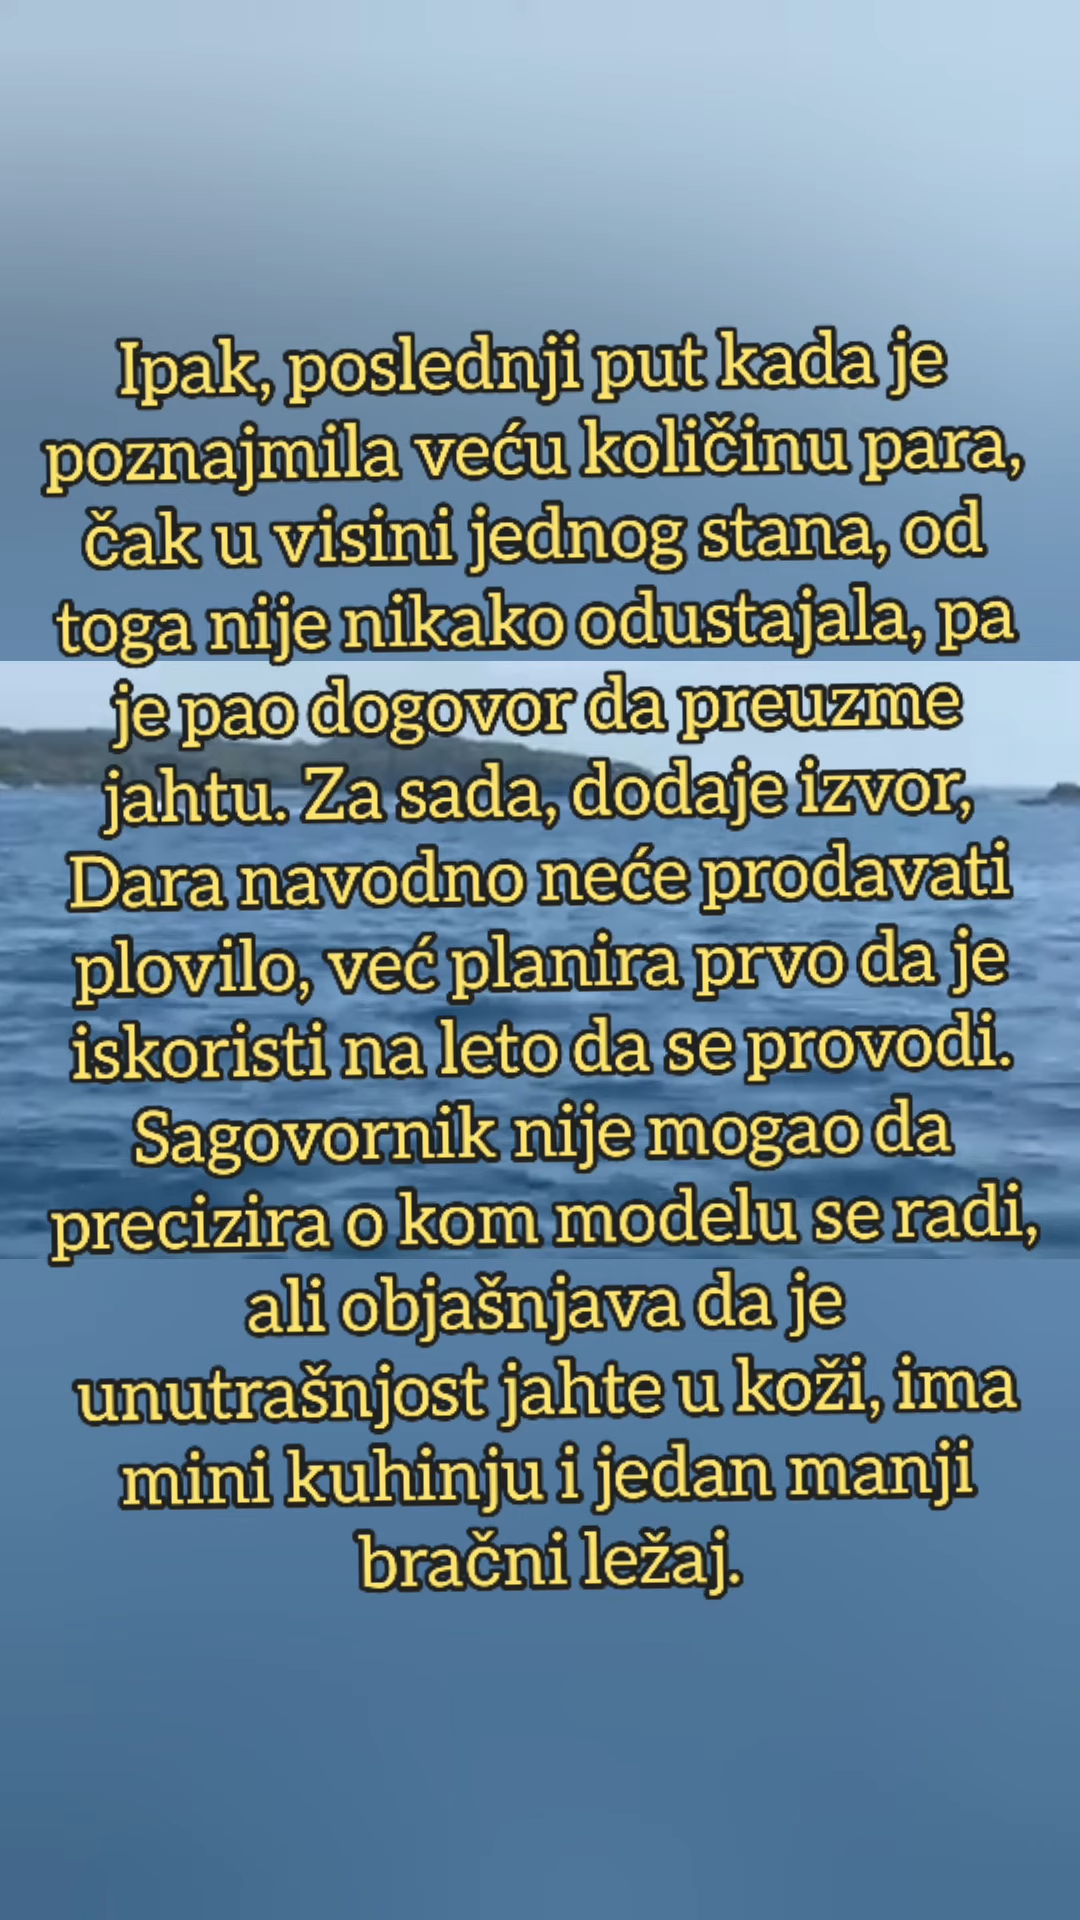 Ipak, poslednji put kada je
poznajmila veću količinu para,
čak u visini jednog stana, od
toga nije nikako odustajala, pa
je pao dogovor da preuzme
jahtu. Za sada, dodaje izvor,
Dara navodno neće prodavati
plovilo, već planira prvo da je
iskoristi na leto da se provodi.
Sagovornik nije mogao da
precizira o kom modelu se radi,
ali objašnjava da je
unutrašnjost jahte u koži, ima
mini kuhinju i jedan manji
bračni ležaj.